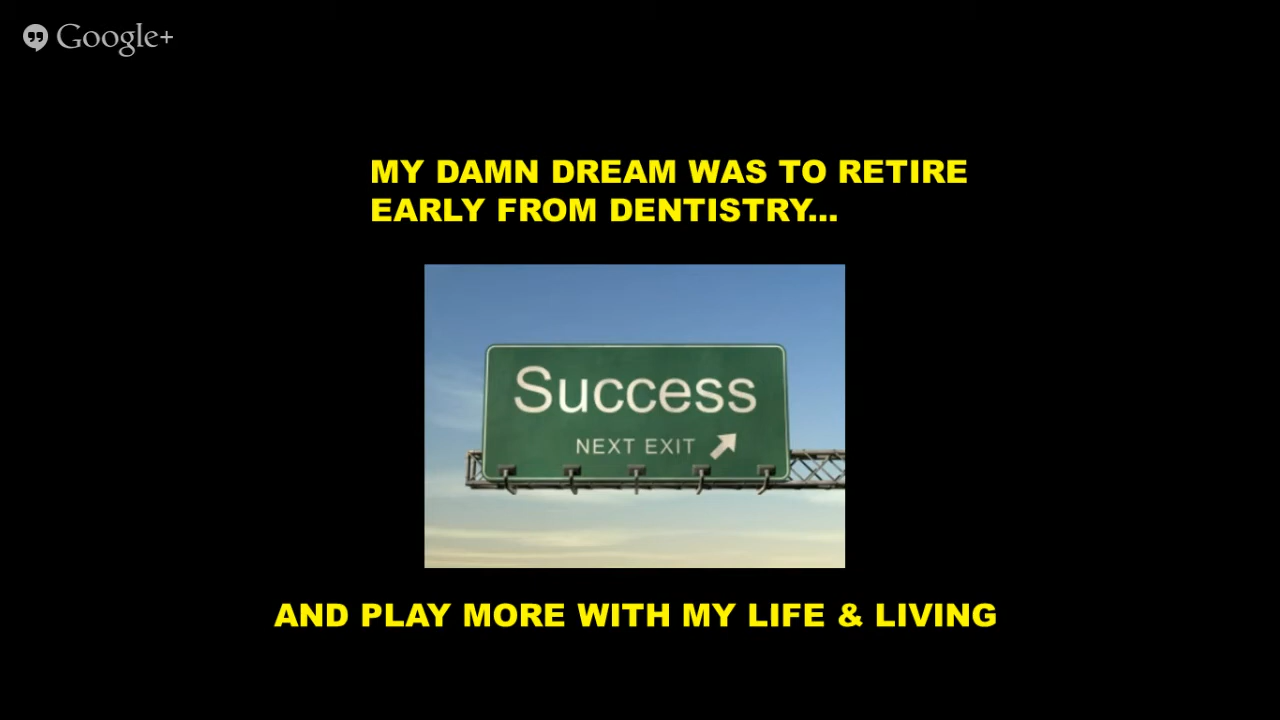 Google+
MY DAMN DREAM WAS TO RETIRE
EARLY FROM DENTISTRY...
Success
NEXT EXIT
AND PLAY MORE WITH MY LIFE & LIVING